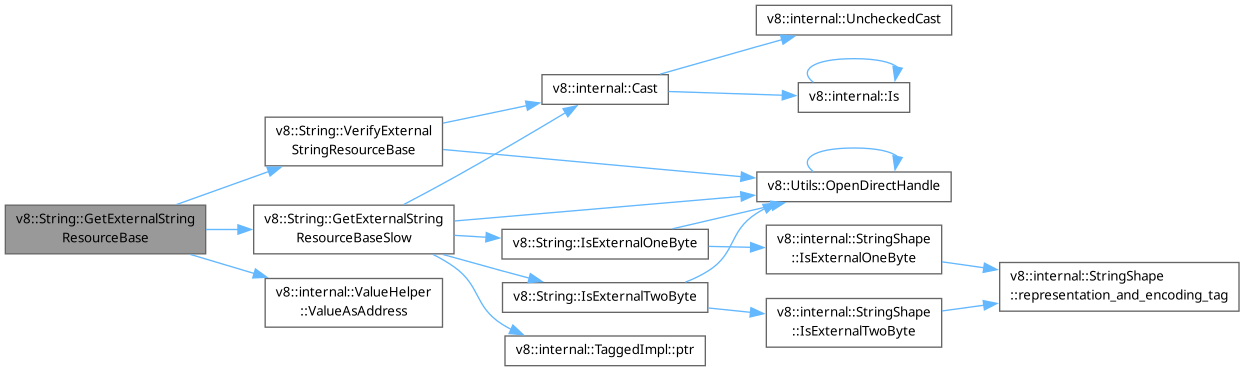 v8::String::GetExternalString
ResourceBase
v8::String::VerifyExternal
StringResourceBase
v8::String::GetExternalString
ResourceBaseSlow
v8::internal::ValueHelper
::ValueAsAddress
v8::internal::Cast
v8::String::IsExternalOneByte
v8::String::IsExternalTwoByte
v8::internal::TaggedImpl::ptr
v8::internal::UncheckedCast
v8::internal::Is
v8::Utils::OpenDirectHandle
v8::internal::StringShape
::IsExternalOneByte
v8::internal::StringShape
::IsExternalTwoByte
v8::internal::StringShape
::representation_and_encoding_tag